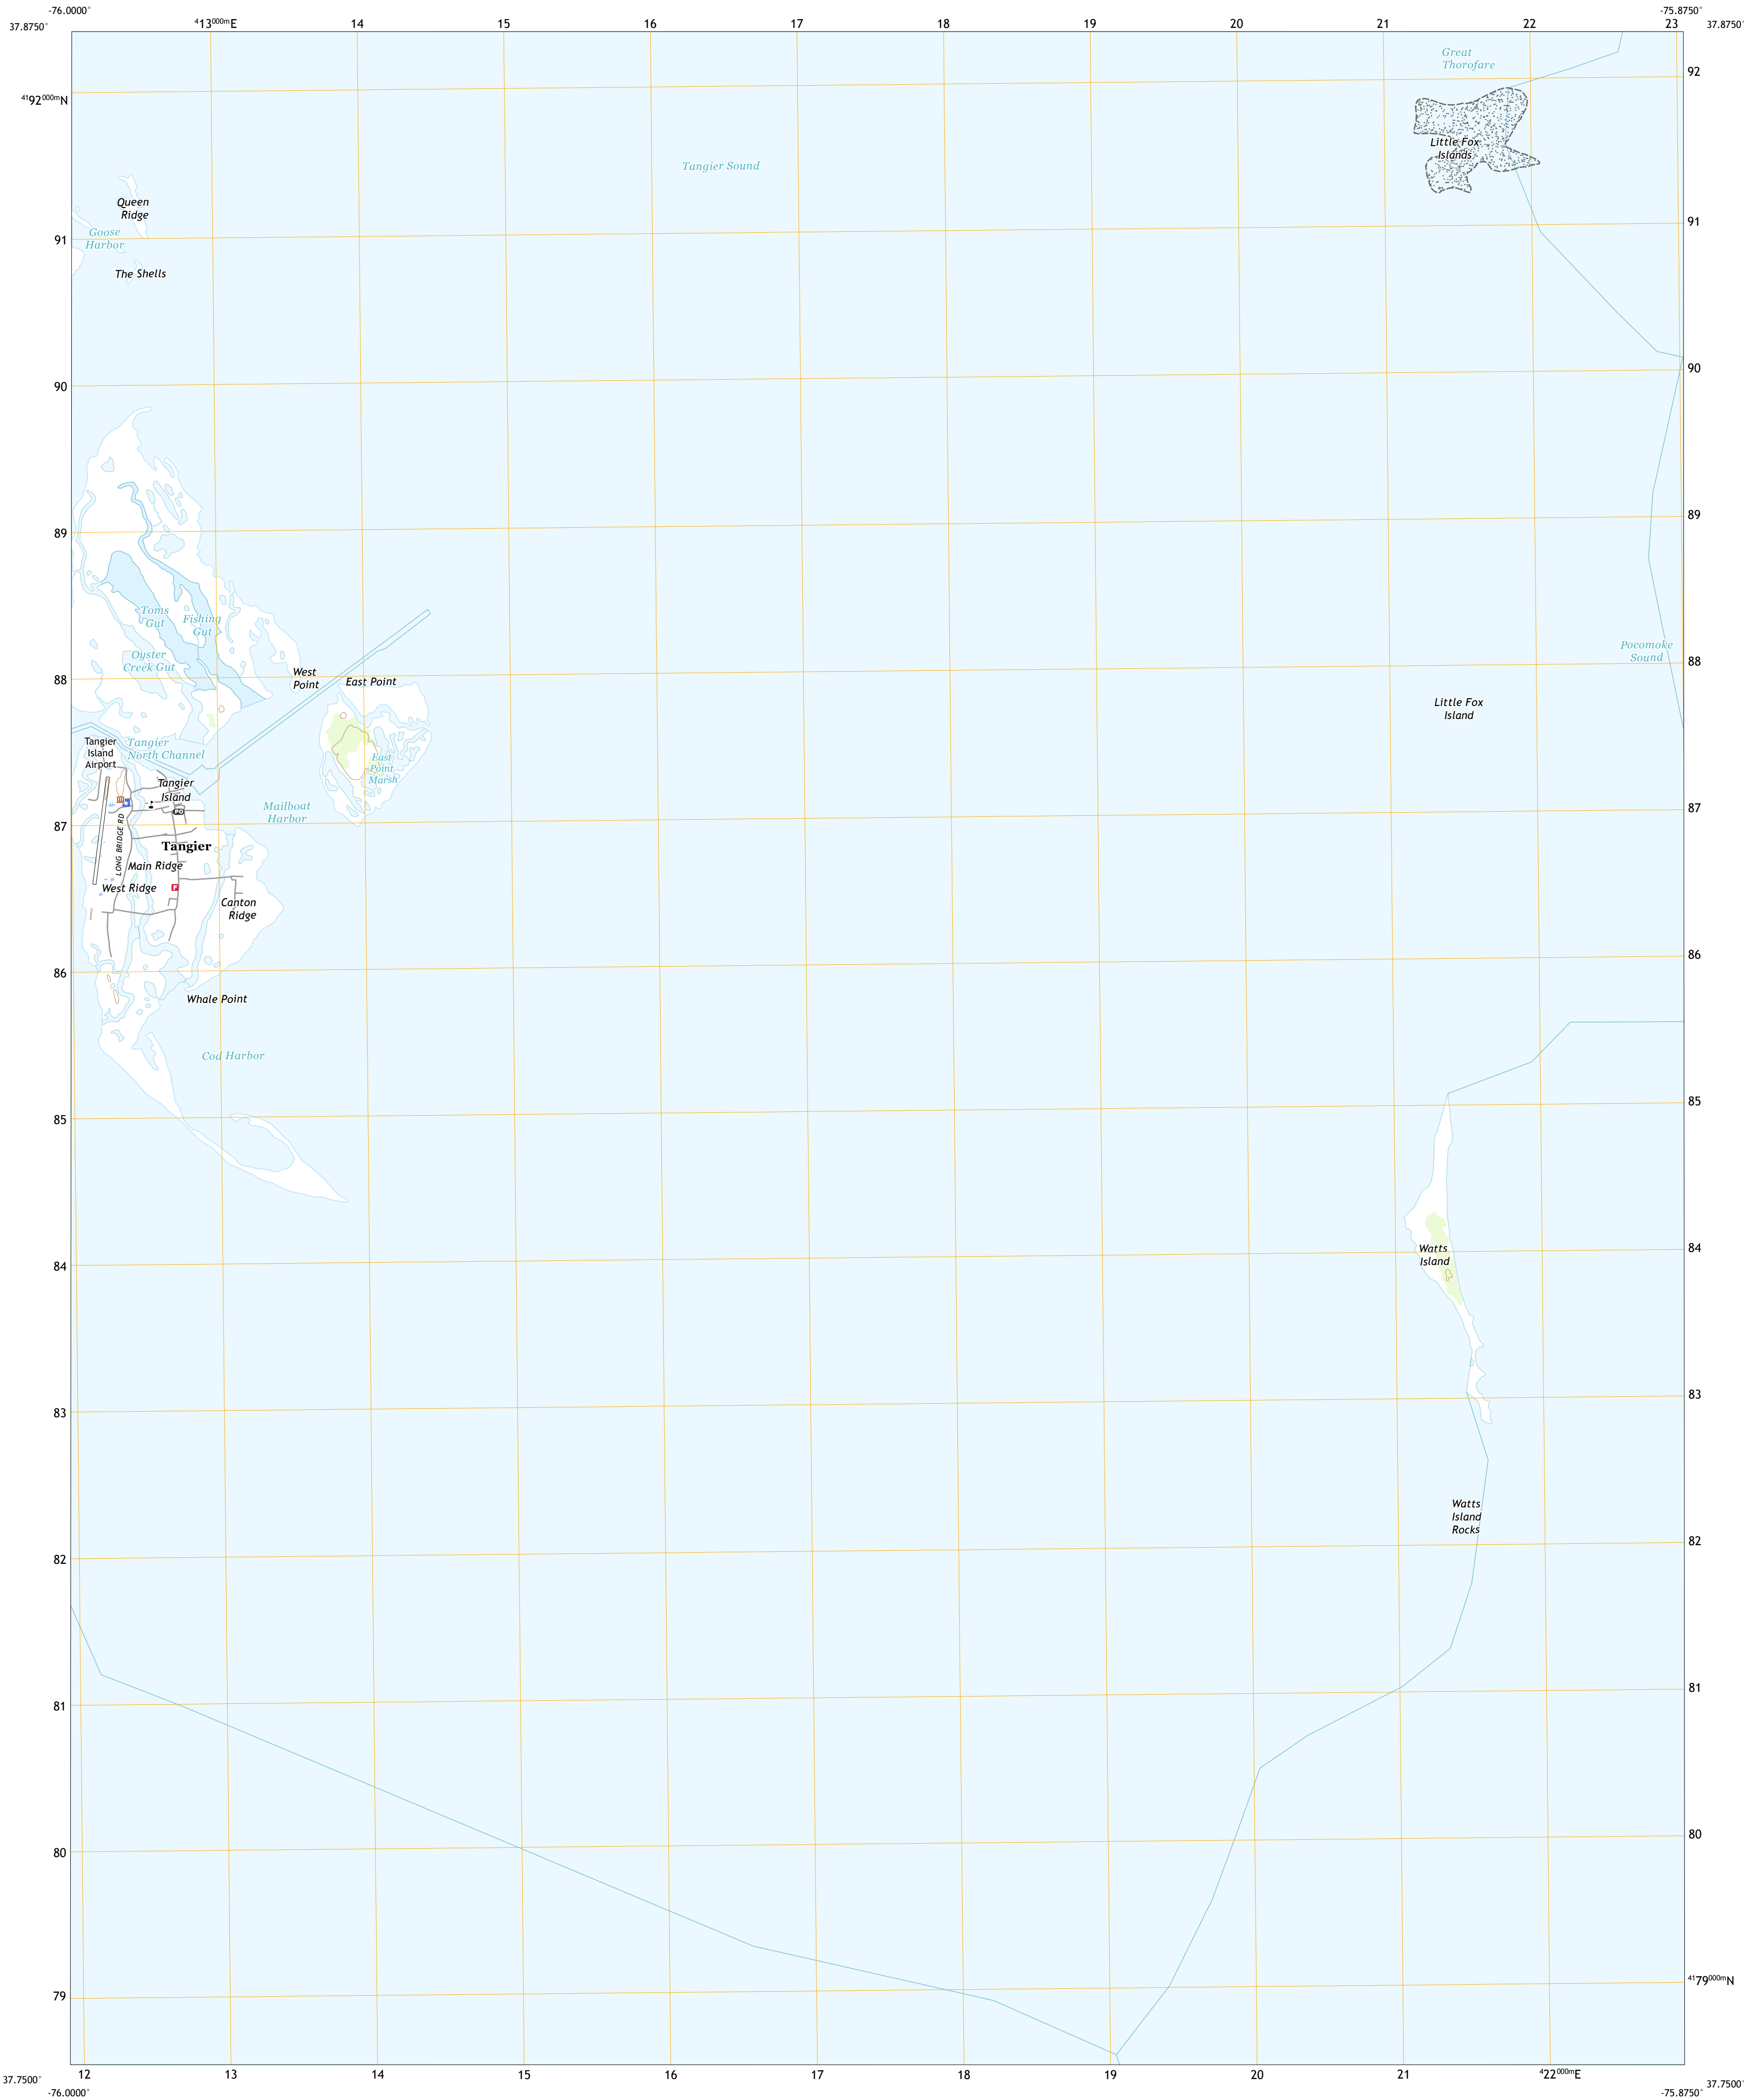 -76.0000°
-75.8750°
37.8750°
⁴13⁰⁰⁰ᵐE
14
15
16
17
18
19
20
21
22
23
37.8750°
Great
Thorofare
92
⁴¹92⁰⁰⁰ᵐN
Little Fox
Islands
Tangier Sound
Queen
Ridge
91
Goose
Harbor
91
The Shells
90
90
89
89
Toms
Gut
Fishing
Gut
Oyster
Creek Gut
Pocomoke
Sound
88
88
West
Point
East Point
Little Fox
Island
Tangier
Island
Airport
Tangier
North Channel
East
Point
Marsh
Tangier
Island
PO
Mailboat
Harbor
87
87
LONG BRIDGE RD
Tangier
Main Ridge
West Ridge
F
Canton
Ridge
86
86
Whale Point
Cod Harbor
85
85
84
84
Watts
Island
83
83
Watts
Island
Rocks
82
82
81
81
80
80
⁴¹79⁰⁰⁰ᵐN
79
37.7500°
12
13
14
15
16
17
18
19
20
21
⁴22⁰⁰⁰ᵐE
37.7500°
-76.0000°
-75.8750°